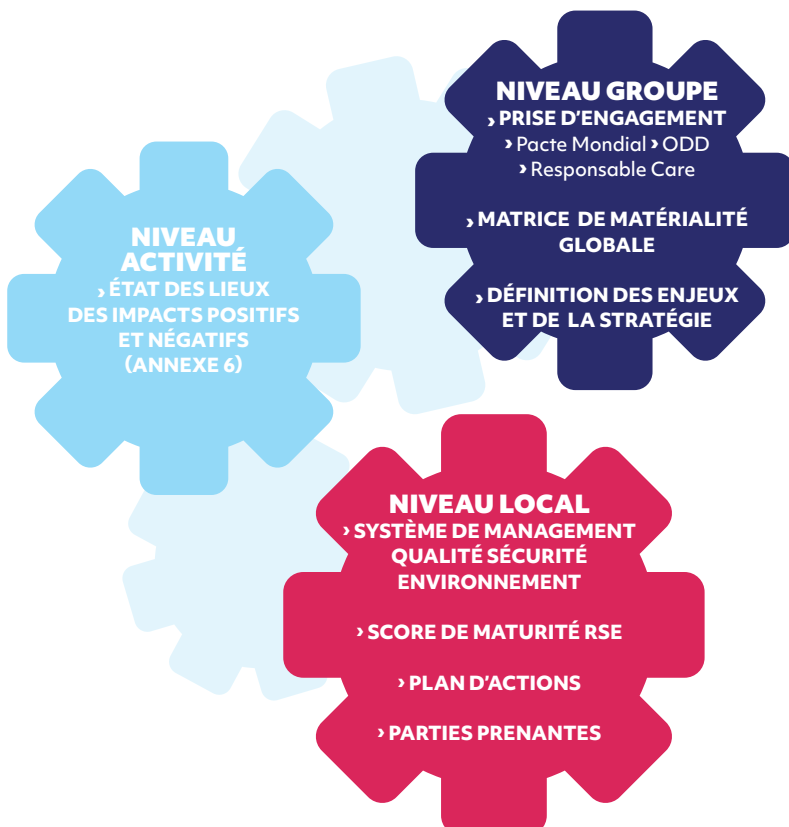 NIVEAU GROUPE
› PRISE D’ENGAGEMENT
› Pacte Mondial › ODD
› Responsable Care
› MATRICE DE MATÉRIALITÉ
GLOBALE
› DÉFINITION DES ENJEUX
ET DE LA STRATÉGIE
NIVEAU
ACTIVITÉ
› ÉTAT DES LIEUX
DES IMPACTS POSITIFS
ET NÉGATIFS
(ANNEXE 6)
NIVEAU LOCAL
› SYSTÈME DE MANAGEMENT
QUALITÉ SÉCURITÉ
ENVIRONNEMENT
› SCORE DE MATURITÉ RSE
› PLAN D’ACTIONS
› PARTIES PRENANTES